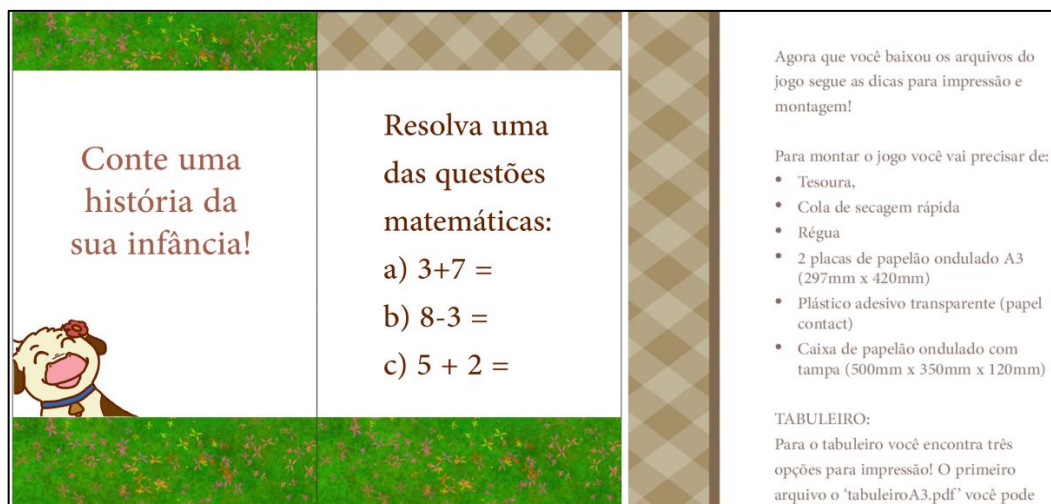 Conte uma
história da
sua infância!
Resolva uma
das questões
matemáticas:
a) 3+7 =
b) 8-3 =
c) 5 + 2 =
Agora que você baixou os arquivos do
jogo segue as dicas para impressão e
montagem!
Para montar o jogo você vai precisar de:
• Tesoura,
• Cola de secagem rápida
• Régua
• 2 placas de papelão ondulado A3
(297mm x 420mm)
• Plástico adesivo transparente (papel
contact)
• Caixa de papelão ondulado com
tampa (500mm x 350mm x 120mm)
TABULEIRO:
Para o tabuleiro você encontra três
opções para impressão! O primeiro
arquivo o ‘tabuleiroA3.pdf’ você pode